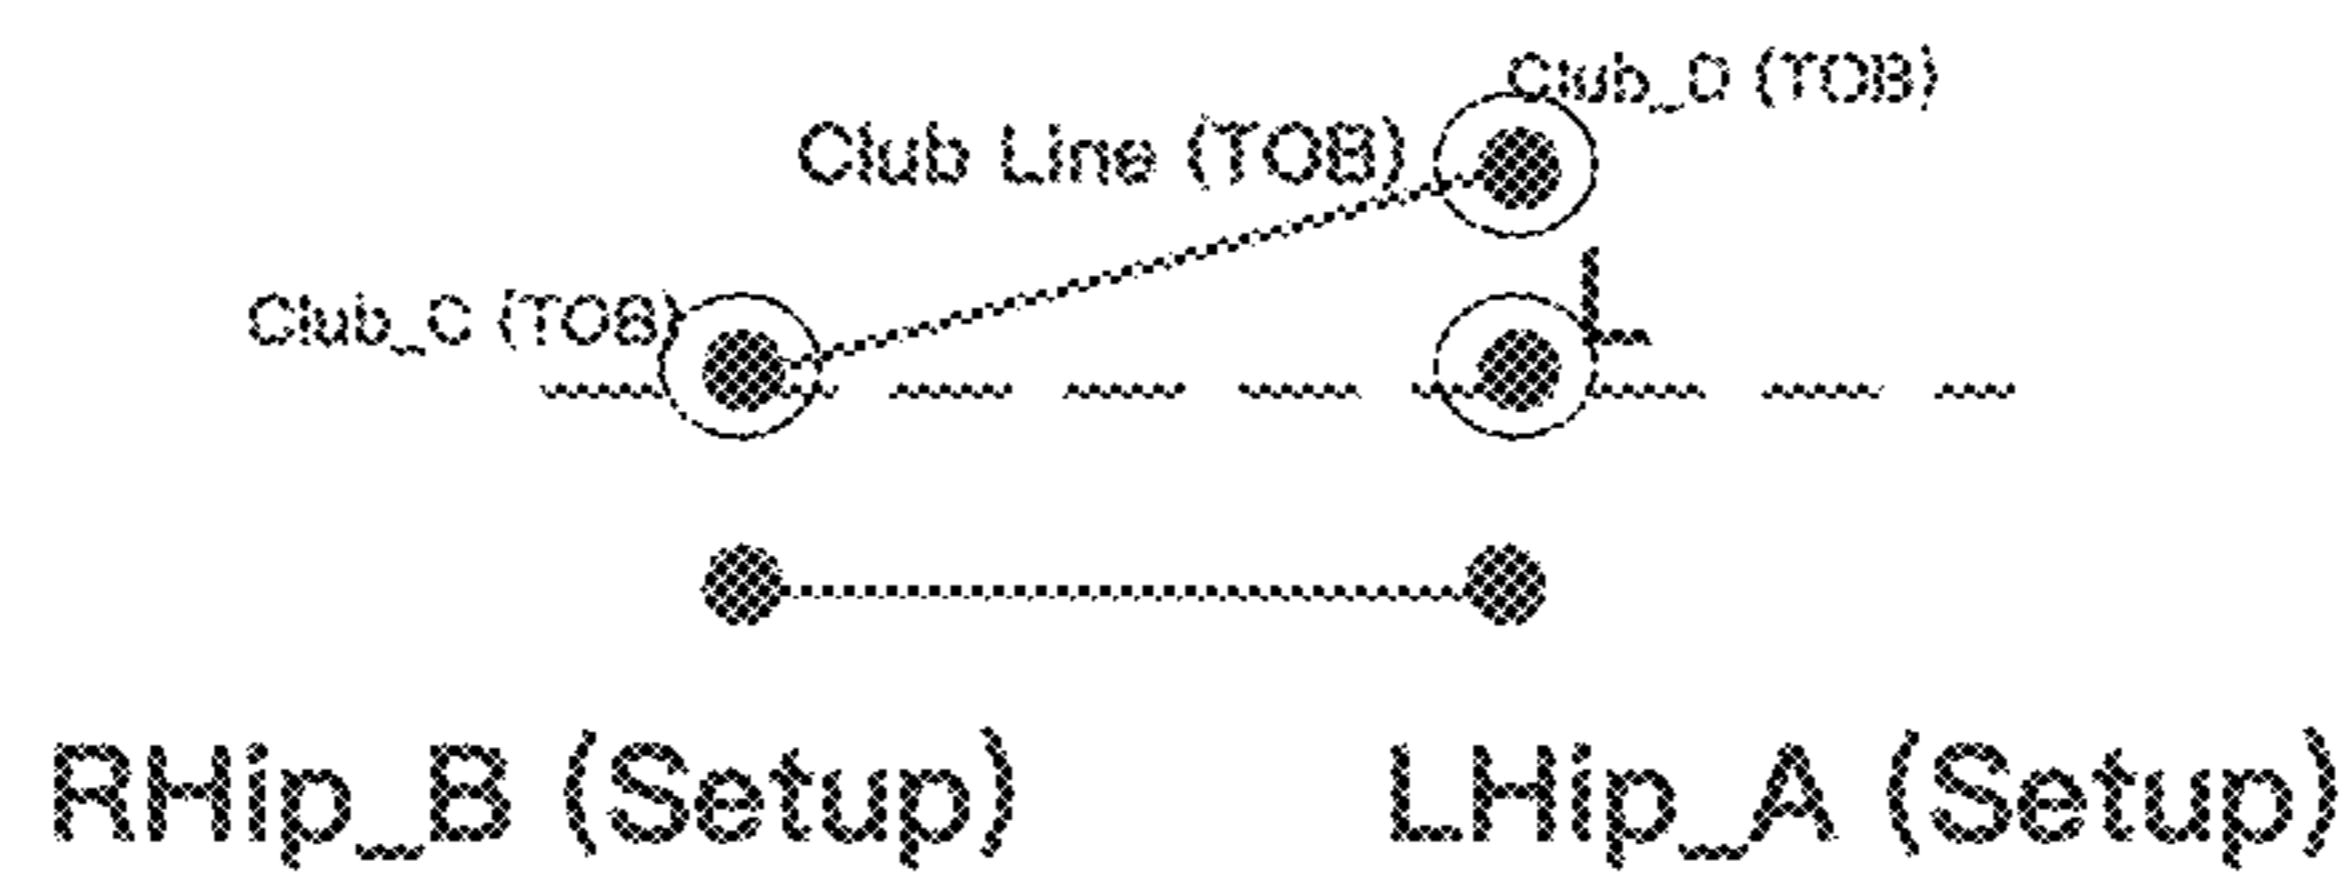 Club_D (TOB)
Club Line (TOB)
Club_C (TOB)
L
RHip_B (Setup)
LHip_A (Setup)